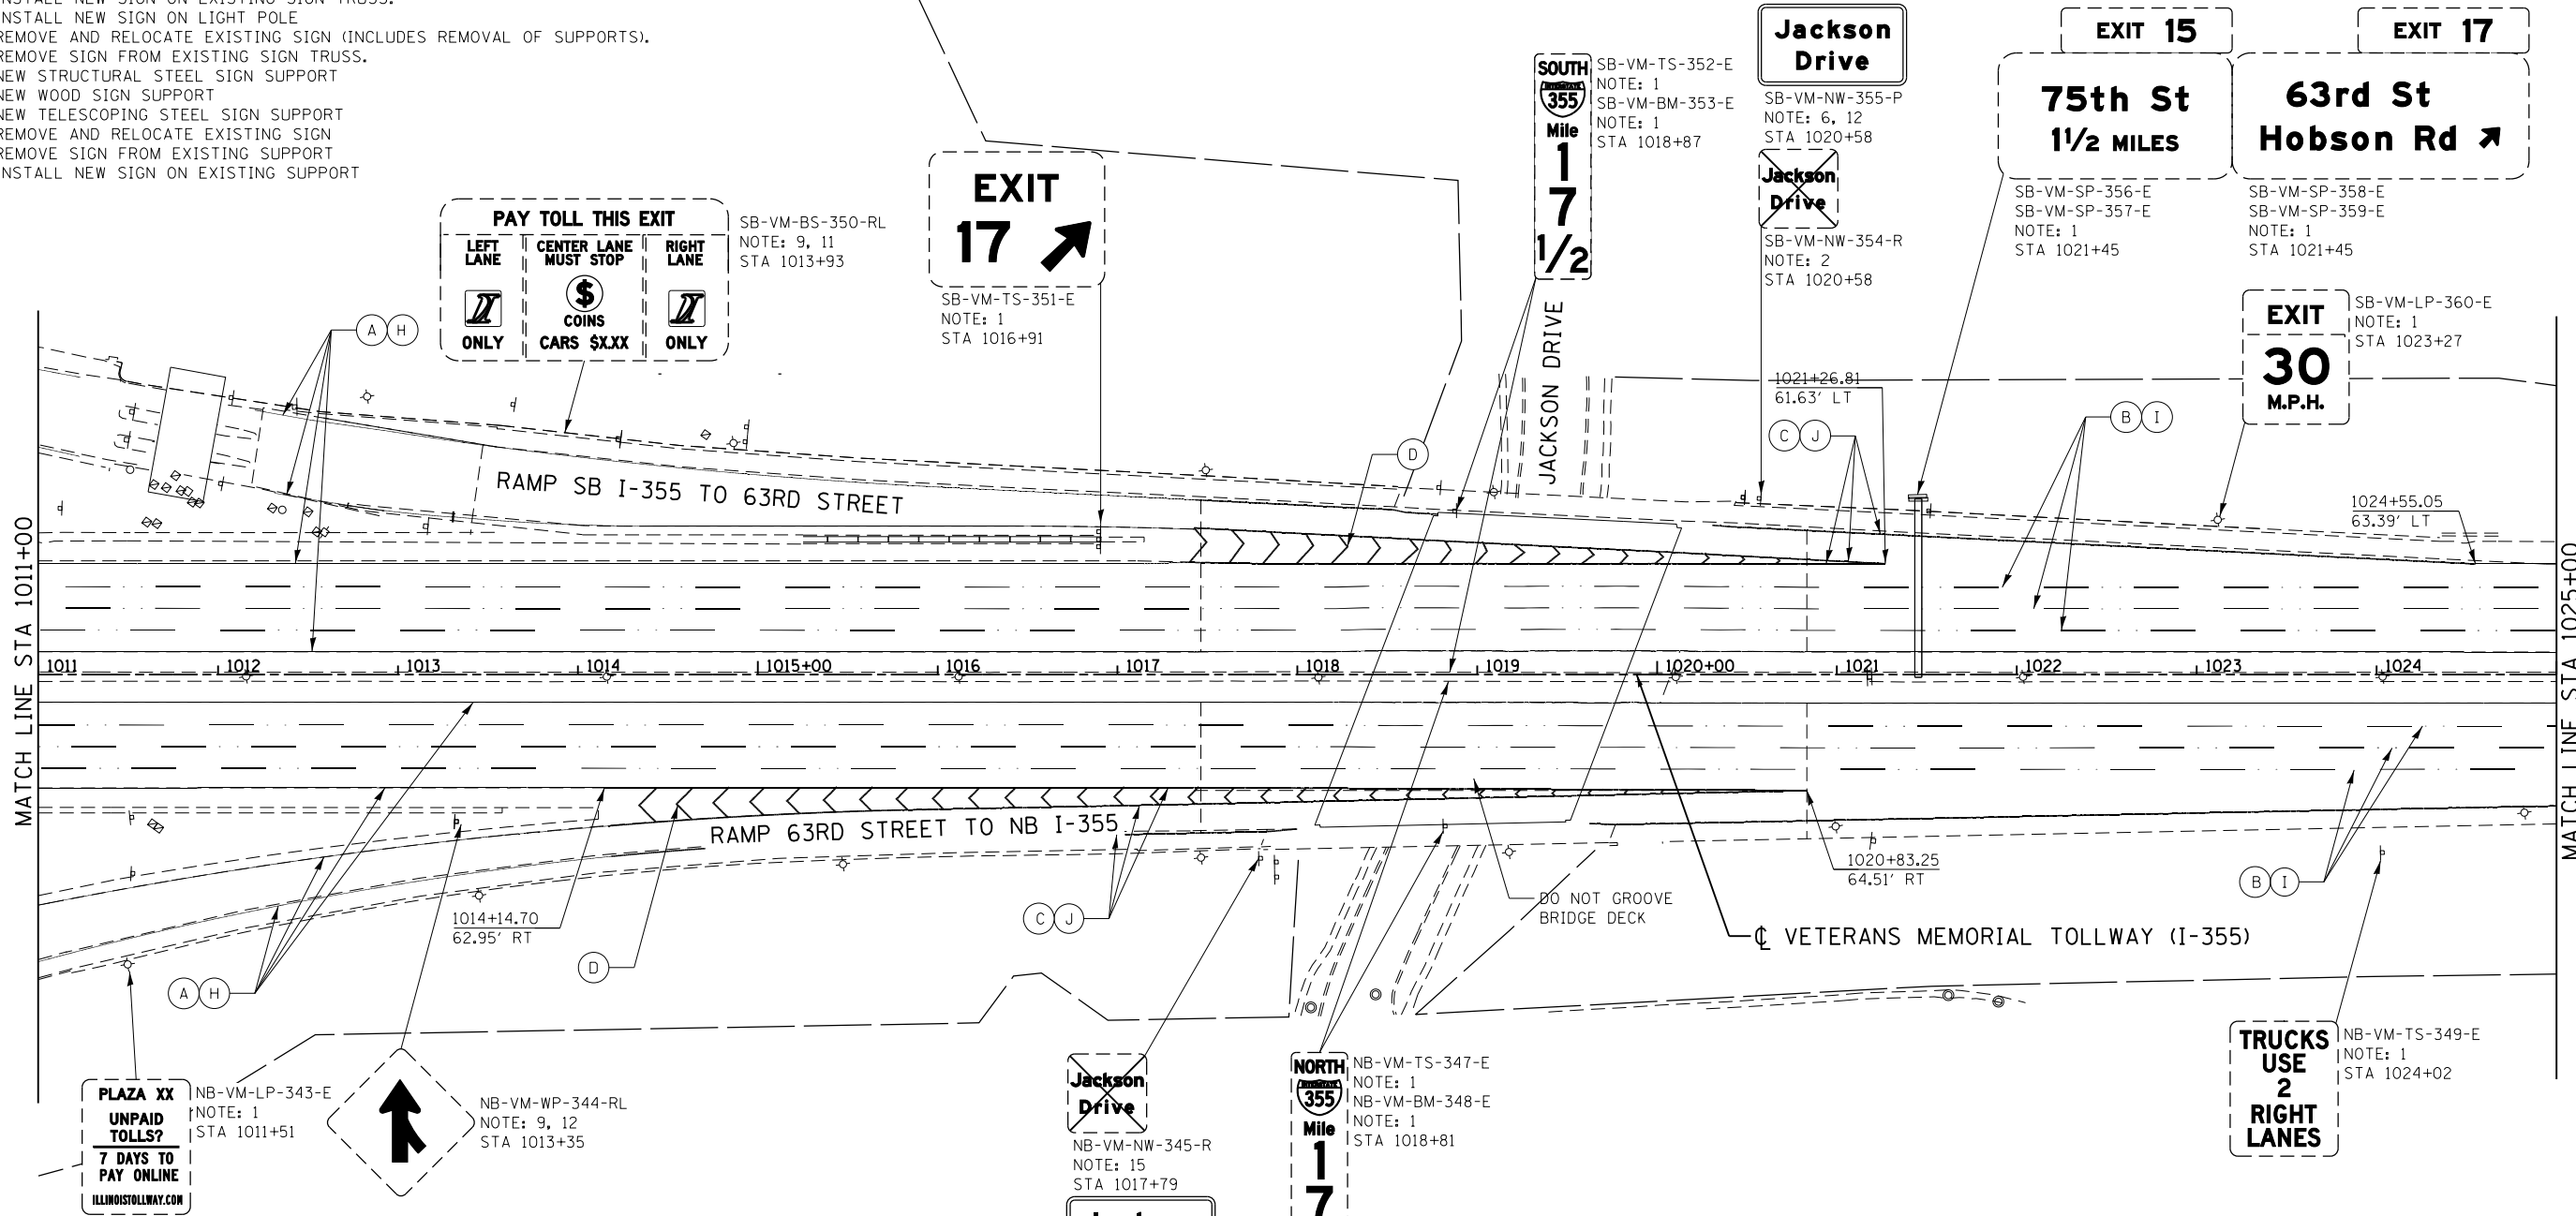 INSTALL NEW SIGN ON EXISTING SIGN TRUSS.
INSTALL NEW SIGN ON LIGHT POLE
REMOVE AND RELOCATE EXISTING SIGN (INCLUDES REMOVAL OF SUPPORTS).
REMOVE SIGN FROM EXISTING SIGN TRUSS.
NEW STRUCTURAL STEEL SIGN SUPPORT
NEW WOOD SIGN SUPPORT
NEW TELESCOPING STEEL SIGN SUPPORT
REMOVE AND RELOCATE EXISTING SIGN
REMOVE SIGN FROM EXISTING SUPPORT
INSTALL NEW SIGN ON EXISTING SUPPORT
PAY TOLL THIS EXIT
LEFT LANE
ONLY
CENTER LANE
MUST STOP
$
COINS
CARS $X.XX
RIGHT LANE
ONLY
SB-VM-BS-350-RL
NOTE: 9, 11
STA 1013+93
EXIT
17
SB-VM-TS-351-E
NOTE: 1
STA 1016+91
SOUTH
INTERSTATE
355
Mile
1
7
1/2
SB-VM-TS-352-E
NOTE: 1
SB-VM-BM-353-E
NOTE: 1
STA 1018+87
Jackson
Drive
SB-VM-NW-355-P
NOTE: 6, 12
STA 1020+58
Jackson
Drive
SB-VM-NW-354-R
NOTE: 2
STA 1020+58
EXIT 15
75th St
1 1/2 MILES
SB-VM-SP-356-E
SB-VM-SP-357-E
NOTE: 1
STA 1021+45
EXIT 17
63rd St
Hobson Rd
SB-VM-SP-358-E
SB-VM-SP-359-E
NOTE: 1
STA 1021+45
EXIT
30
M.P.H.
SB-VM-LP-360-E
NOTE: 1
STA 1023+27
A H
D
JACKSON DRIVE
1021+26.81
61.63' LT
C J
B I
1024+55.05
63.39' LT
RAMP SB I-355 TO 63RD STREET
MATCH LINE STA 1011+00
MATCH LINE STA 1025+00
1011 1012 1013 1014 1015+00 1016 1017 1018 1019 1020+00 1021 1022 1023 1024
RAMP 63RD STREET TO NB I-355
1014+14.70
62.95' RT
C J
D
A H
DO NOT GROOVE
BRIDGE DECK
1020+83.25
64.51' RT
B I
℄ VETERANS MEMORIAL TOLLWAY (I-355)
PLAZA XX
UNPAID
TOLLS?
7 DAYS TO
PAY ONLINE
ILLINOISTOLLWAY.COM
NB-VM-LP-343-E
NOTE: 1
STA 1011+51
NB-VM-WP-344-RL
NOTE: 9, 12
STA 1013+35
Jackson
Drive
NB-VM-NW-345-R
NOTE: 15
STA 1017+79
NORTH
INTERSTATE
355
Mile
1
7
NB-VM-TS-347-E
NOTE: 1
NB-VM-BM-348-E
NOTE: 1
STA 1018+81
TRUCKS
USE
2
RIGHT
LANES
NB-VM-TS-349-E
NOTE: 1
STA 1024+02